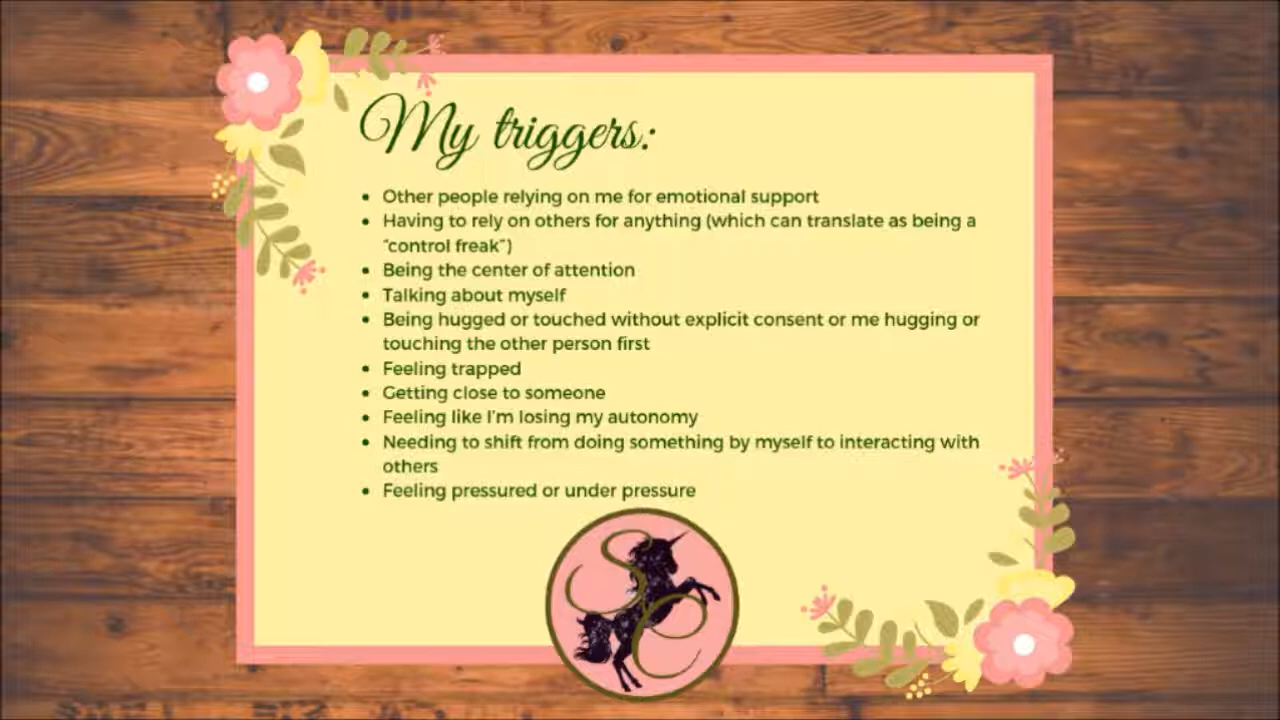 My triggers:
• Other people relying on me for emotional support
• Having to rely on others for anything (which can translate as being a
"control freak")
• Being the center of attention
• Talking about myself
• Being hugged or touched without explicit consent or me hugging or
touching the other person first
• Feeling trapped
• Getting close to someone
• Feeling like I'm losing my autonomy
• Needing to shift from doing something by myself to interacting with
others
• Feeling pressured or under pressure
SC